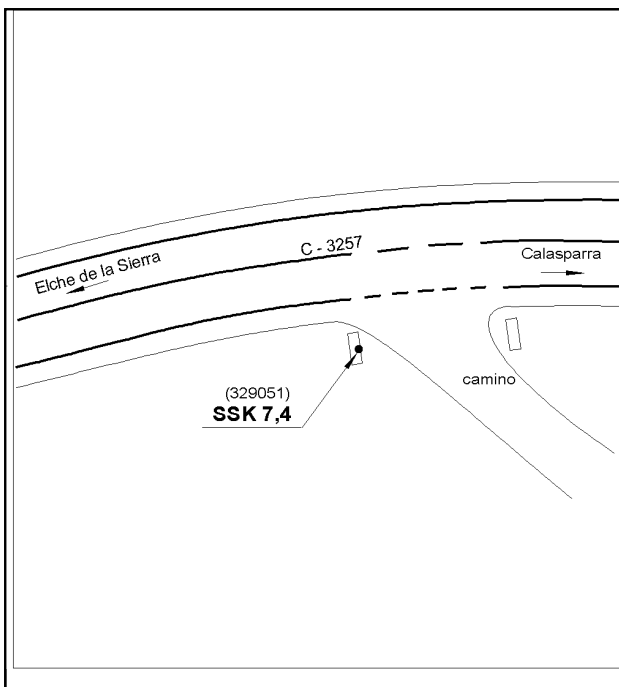 C - 3257
Elche de la Sierra
Calasparra
camino
(329051)
SSK 7,4